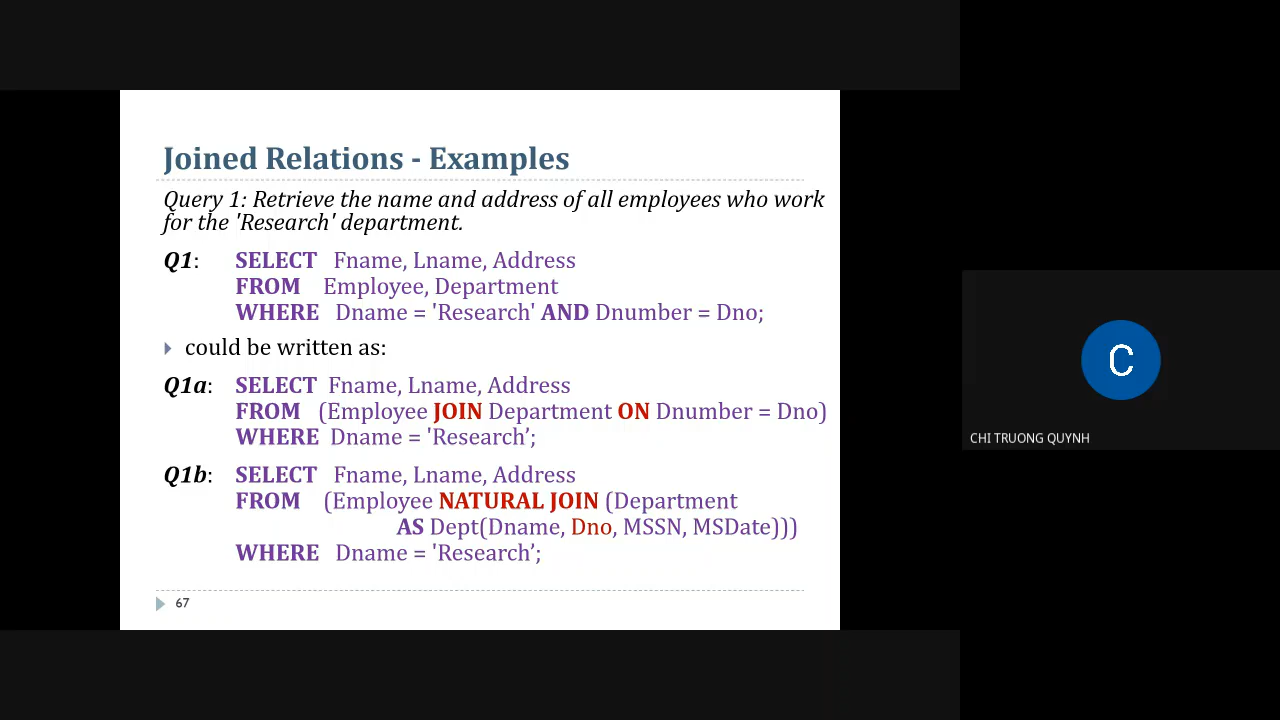 Joined Relations - Examples
Query 1: Retrieve the name and address of all employees who work
for the 'Research' department.
Q1: SELECT Fname, Lname, Address
FROM Employee, Department
WHERE Dname = 'Research' AND Dnumber = Dno;
could be written as:
Q1a: SELECT Fname, Lname, Address
FROM (Employee JOIN Department ON Dnumber = Dno)
WHERE Dname = 'Research’;
Q1b: SELECT Fname, Lname, Address
FROM (Employee NATURAL JOIN (Department
AS Dept(Dname, Dno, MSSN, MSDate)))
WHERE Dname = 'Research’;
67
C
CHI TRUONG QUYNH